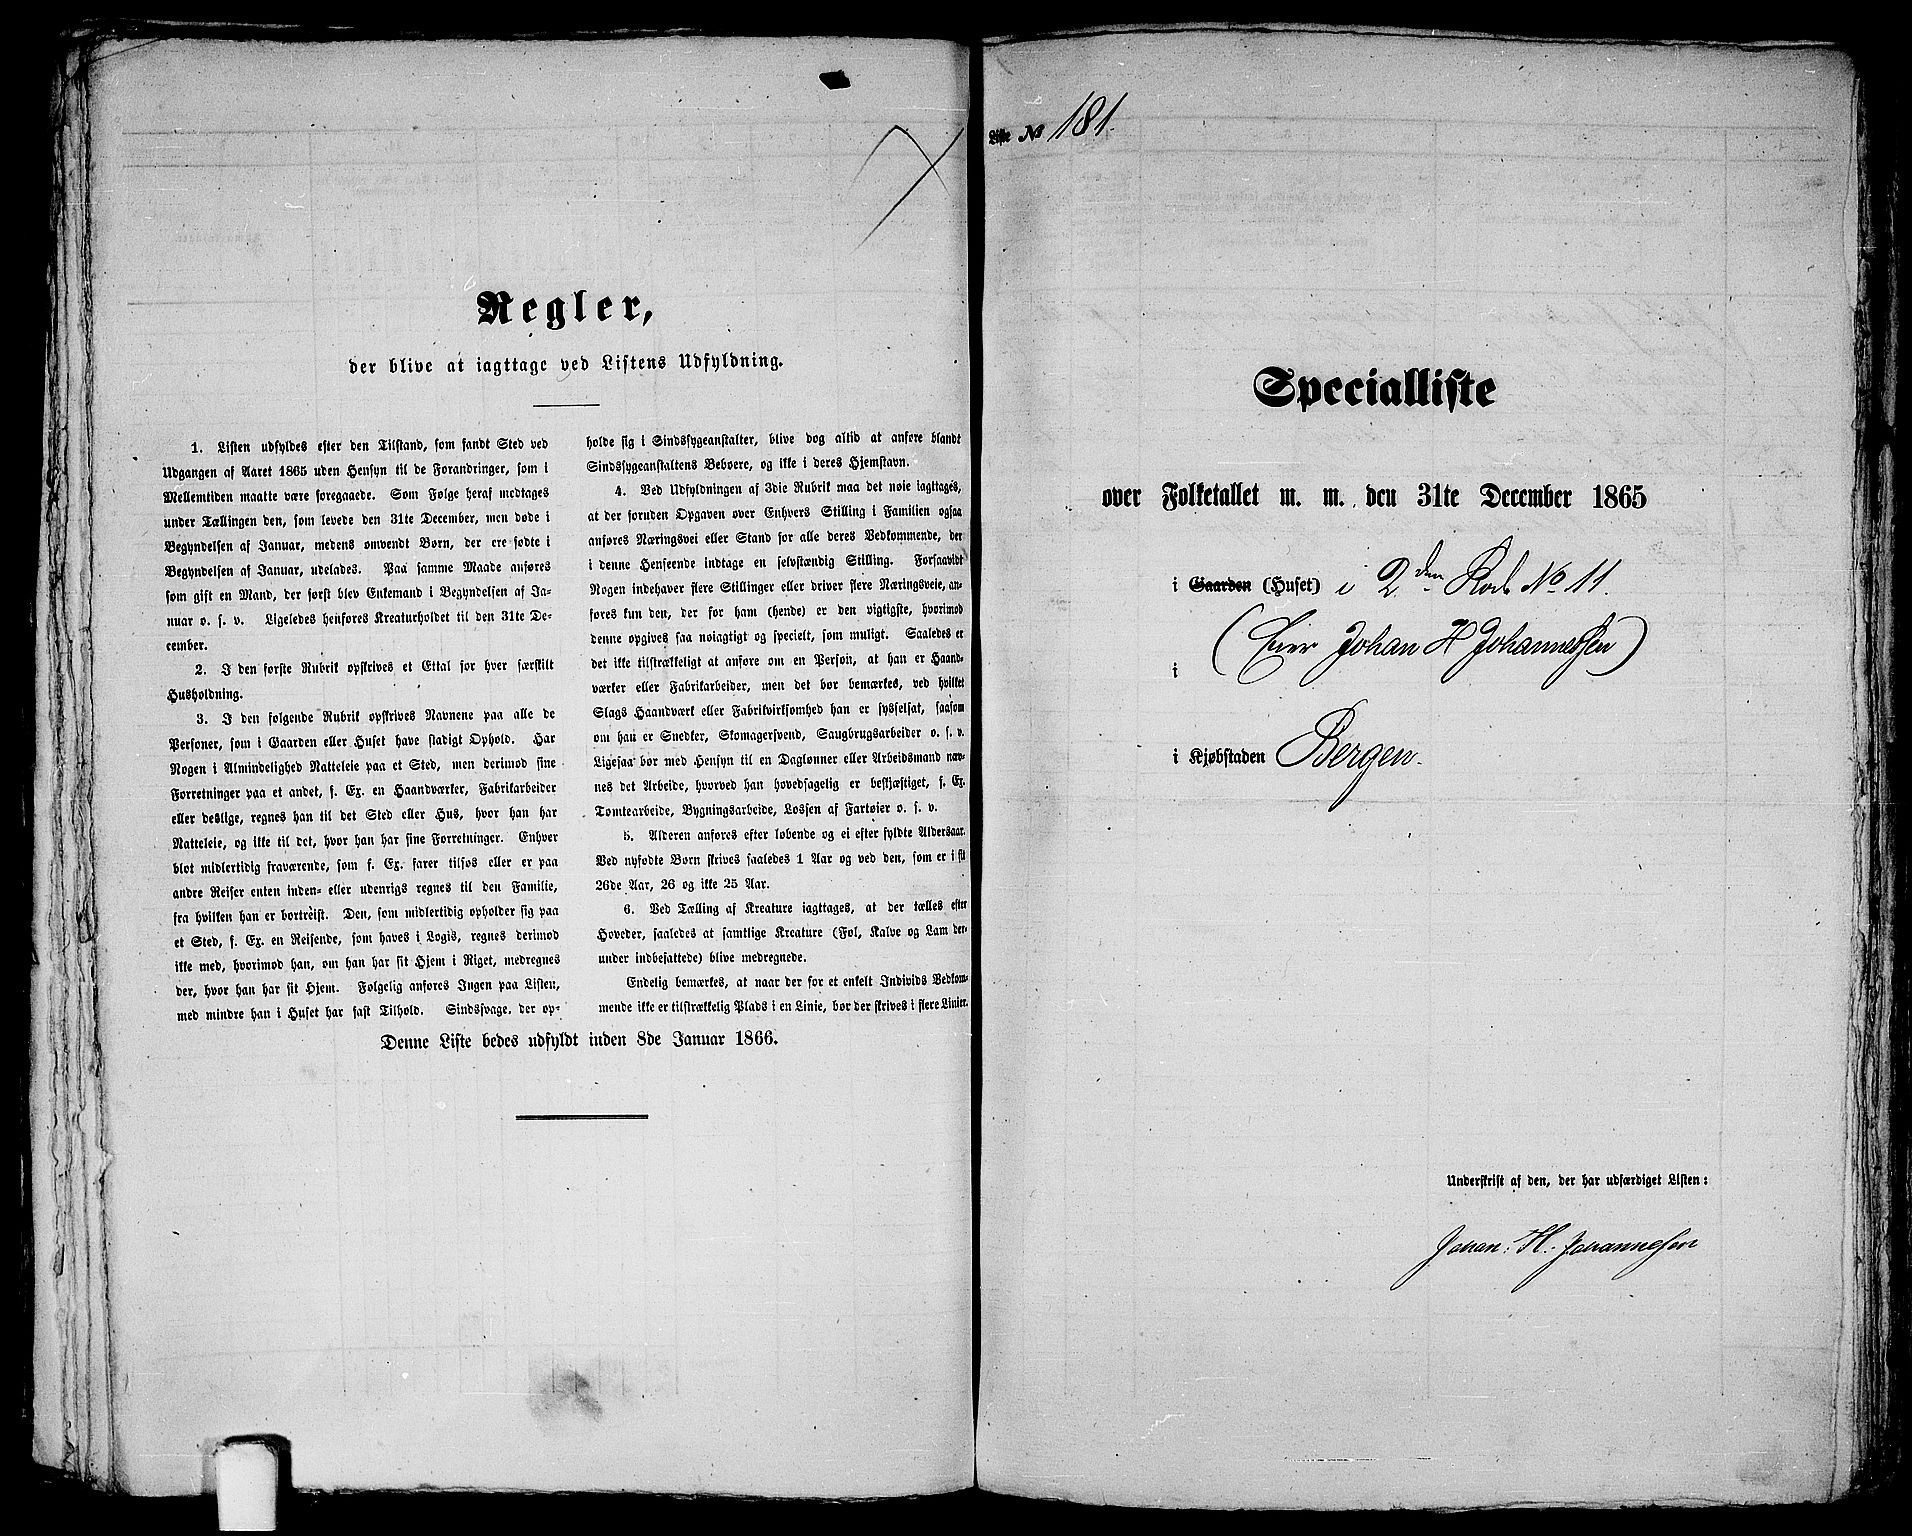 Regler,
der blive at iagttage ved Listens Udfyldning.
1. Listen udfyldes efter den Tilstand, som fandt Sted ved
Udgangen af Aaret 1865 uden Hensyn til de Forandringer, som i
Mellemtiden maatte være foregaaede. Som Følge heraf medtages
under Tællingen den, som levede den 31te December, men døde i
Begyndelsen af Januar, medens omvendt Børn, der ere fødte i
Begyndelsen af Januar, udelades. Paa samme Maade anføres
som gift en Mand, der først blev Enkemand i Begyndelsen af Ja-
nuar o. s. v. Ligeledes henføres Kreaturholdet til den 31te De-
cember.
2. I den første Rubrik opskrives et Ettal for hver særskilt
Husholdning.
3. I den følgende Rubrik opskrives Navnene paa alle de
Personer, som i Gaarden eller Huset have stadigt Ophold. Har
Nogen i Almindelighed Natteleie paa et Sted, men derimod sine
Forretninger paa et andet, f. Ex. en Haandværker, Fabrikarbeider
eller deslige, regnes han til det Sted eller Hus, hvor han har
Natteleie, og ikke til det, hvor han har sine Forretninger. Enhver
blot midlertidig fraværende, som f. Ex. farer tilsøs eller er paa
andre Reiser enten inden- eller udenrigs regnes til den Familie,
fra hvilken han er bortreist. Den, som midlertidig opholder sig paa
et Sted, f. Ex. en Reisende, som haves i Logis, regnes derimod
ikke med, hvorimod han, om han har sit Hjem i Riget, medregnes
der, hvor han har sit Hjem. Følgelig anføres Ingen paa Listen,
med mindre han i Huset har fast Tilhold. Sindssvage, der op-
holde sig i Sindssygeanstalter, blive dog altid at anføre blandt
Sindssygeanstaltens Beboere, og ikke i deres Hjemstavn.
4. Ved Udfyldningen af 3die Rubrik maa det nøie iagttages,
at der foruden Opgaven over Enhvers Stilling i Familien ogsaa
anføres Næringsvei eller Stand for alle deres Vedkommende, der
i denne Henseende indtage en selvstændig Stilling. Forsaavidt
Nogen indehaver flere Stillinger eller driver flere Næringsveie, an-
føres kun den, der for ham (hende) er den vigtigste, hvorimod
denne opgives saa nøiagtigt og specielt, som muligt. Saaledes er
det ikke tilstrækkeligt at anføre om en Person, at han er Haand-
værker eller Fabrikarbeider, men det bør bemærkes, ved hvilket
Slags Haandværk eller Fabrikvirksomhed han er sysselsat, saasom
om han er Snedker, Skomagersvend, Saugbrugsarbeider o. s. v.
Ligesaa bør med Hensyn til en Daglønner eller Arbeidsmand næv-
nes det Arbeide, hvorved han hovedsagelig er beskjæftiget, f. Ex.
Tomtearbeide, Bygningsarbeide, Lossen af Fartøier o. s. v.
5. Alderen anføres efter løbende og ei efter fyldte Aldersaar.
Ved nyfødte Børn skrives saaledes 1 Aar og ved den, som er i sit
26de Aar, 26 og ikke 25 Aar.
6. Ved Tælling af Kreature iagttages, at der tælles efter
Hoveder, saaledes at samtlige Kreature (Føl, Kalve og Lam der-
under indbefattede) blive medregnede.
Endelig bemærkes, at naar der for et enkelt Individs Vedkom-
mende ikke er tilstrækkelig Plads i en Linie, bør der skrives i flere Linier.
Denne Liste bedes udfyldt inden 8de Januar 1866.
Liste № 181.
Specialliste
over Folketallet m. m. den 31te December 1865
i Gaarden (Huset) i 2den Rode No 11.
(Eier Johan H Johannessen)
i
i Kjøbstaden Bergen.
Underskrift af den, der har udfærdiget Listen:
Johan. H. Johannessen